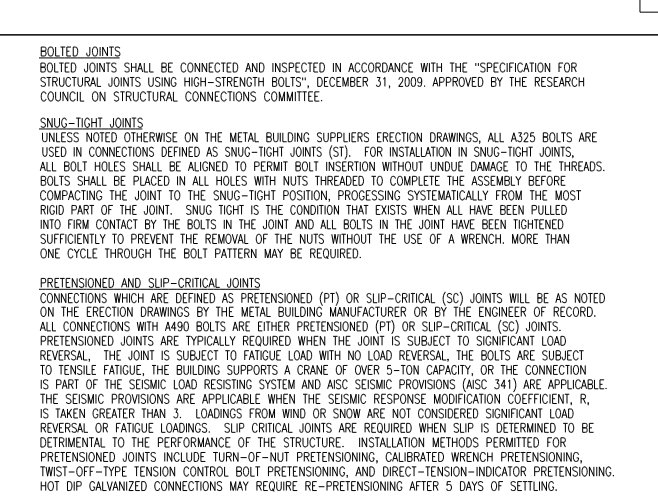 BOLTED JOINTS
BOLTED JOINTS SHALL BE CONNECTED AND INSPECTED IN ACCORDANCE WITH THE "SPECIFICATION FOR
STRUCTURAL JOINTS USING HIGH-STRENGTH BOLTS", DECEMBER 31, 2009. APPROVED BY THE RESEARCH
COUNCIL ON STRUCTURAL CONNECTIONS COMMITTEE.
SNUG-TIGHT JOINTS
UNLESS NOTED OTHERWISE ON THE METAL BUILDING SUPPLIERS ERECTION DRAWINGS, ALL A325 BOLTS ARE
USED IN CONNECTIONS DEFINED AS SNUG-TIGHT JOINTS (ST). FOR INSTALLATION IN SNUG-TIGHT JOINTS,
ALL BOLT HOLES SHALL BE ALIGNED TO PERMIT BOLT INSERTION WITHOUT UNDUE DAMAGE TO THE THREADS.
BOLTS SHALL BE PLACED IN ALL HOLES WITH NUTS THREADED TO COMPLETE THE ASSEMBLY BEFORE
COMPACTING THE JOINT TO THE SNUG-TIGHT POSITION, PROGESSING SYSTEMATICALLY FROM THE MOST
RIGID PART OF THE JOINT. SNUG TIGHT IS THE CONDITION THAT EXISTS WHEN ALL HAVE BEEN PULLED
INTO FIRM CONTACT BY THE BOLTS IN THE JOINT AND ALL BOLTS IN THE JOINT HAVE BEEN TIGHTENED
SUFFICIENTLY TO PREVENT THE REMOVAL OF THE NUTS WITHOUT THE USE OF A WRENCH. MORE THAN
ONE CYCLE THROUGH THE BOLT PATTERN MAY BE REQUIRED.
PRETENSIONED AND SLIP-CRITICAL JOINTS
CONNECTIONS WHICH ARE DEFINED AS PRETENSIONED (PT) OR SLIP-CRITICAL (SC) JOINTS WILL BE AS NOTED
ON THE ERECTION DRAWINGS BY THE METAL BUILDING MANUFACTURER OR BY THE ENGINEER OF RECORD.
ALL CONNECTIONS WITH A490 BOLTS ARE EITHER PRETENSIONED (PT) OR SLIP-CRITICAL (SC) JOINTS.
PRETENSIONED JOINTS ARE TYPICALLY REQUIRED WHEN THE JOINT IS SUBJECT TO SIGNIFICANT LOAD
REVERSAL, THE JOINT IS SUBJECT TO FATIGUE LOAD WITH NO LOAD REVERSAL, THE BOLTS ARE SUBJECT
TO TENSILE FATIGUE, THE BUILDING SUPPORTS A CRANE OF OVER 5-TON CAPACITY, OR THE CONNECTION
IS PART OF THE SEISMIC LOAD RESISTING SYSTEM AND AISC SEISMIC PROVISIONS (AISC 341) ARE APPLICABLE.
THE SEISMIC PROVISIONS ARE APPLICABLE WHEN THE SEISMIC RESPONSE MODIFICATION COEFFICIENT, R,
IS TAKEN GREATER THAN 3. LOADINGS FROM WIND OR SNOW ARE NOT CONSIDERED SIGNIFICANT LOAD
REVERSAL OR FATIGUE LOADINGS. SLIP CRITICAL JOINTS ARE REQUIRED WHEN SLIP IS DETERMINED TO BE
DETRIMENTAL TO THE PERFORMANCE OF THE STRUCTURE. INSTALLATION METHODS PERMITTED FOR
PRETENSIONED JOINTS INCLUDE TURN-OF-NUT PRETENSIONING, CALIBRATED WRENCH PRETENSIONING,
TWIST-OFF-TYPE TENSION CONTROL BOLT PRETENSIONING, AND DIRECT-TENSION-INDICATOR PRETENSIONING.
HOT DIP GALVANIZED CONNECTIONS MAY REQUIRE RE-PRETENSIONING AFTER 5 DAYS OF SETTLING.